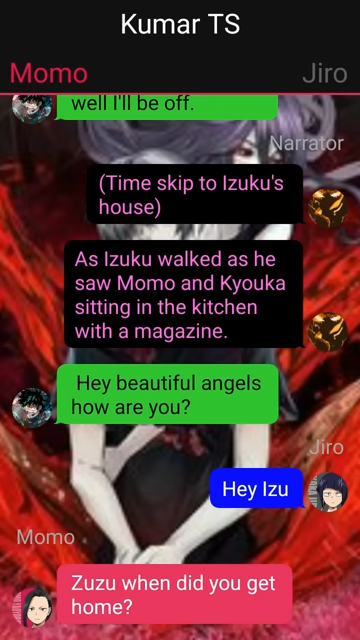 Kumar TS
Momo
Jiro
well I'll be off.
Narrator
(Time skip to Izuku's
house)
As Izuku walked as he
saw Momo and Kyouka
sitting in the kitchen
with a magazine.
Hey beautiful angels
how are you?
Jiro
Hey Izu
Momo
Zuzu when did you get
home?